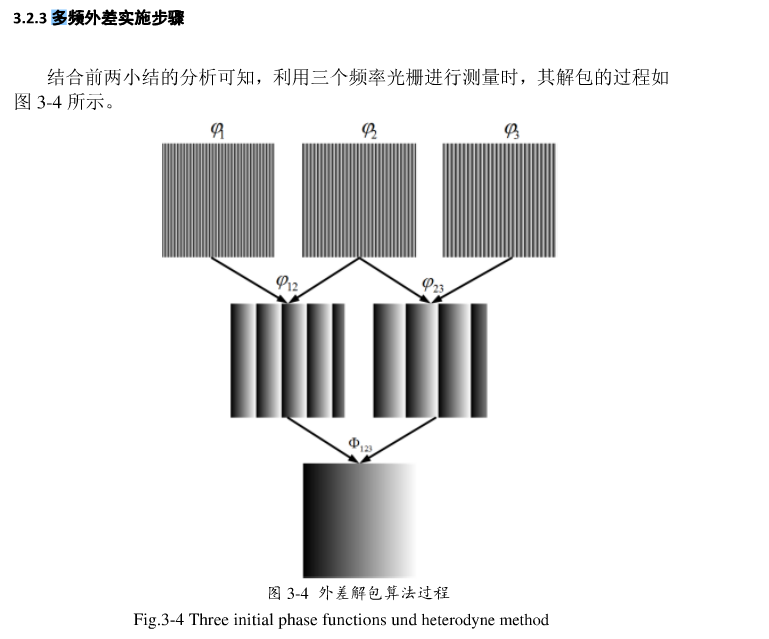 3.2.3 多频外差实施步骤
结合前两小结的分析可知，利用三个频率光栅进行测量时，其解包的过程如
图 3-4 所示。
φ1 φ2 φ3
φ12 φ23
Φ123
图 3-4 外差解包算法过程
Fig.3-4 Three initial phase functions und heterodyne method